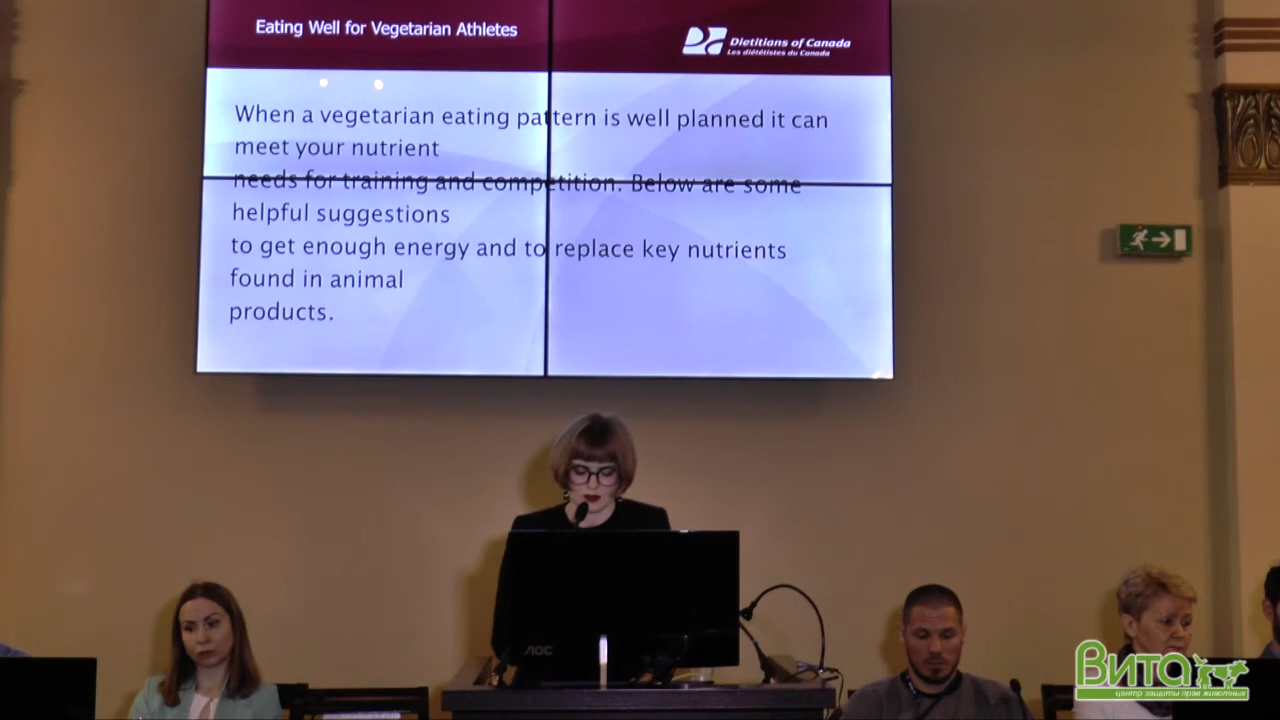 Eating Well for Vegetarian Athletes
Dietitians of Canada
Les diététistes du Canada
When a vegetarian eating pattern is well planned it can
meet your nutrient
needs for training and competition. Below are some
helpful suggestions
to get enough energy and to replace key nutrients
found in animal
products.
AOC
Вита
центр защиты прав животных